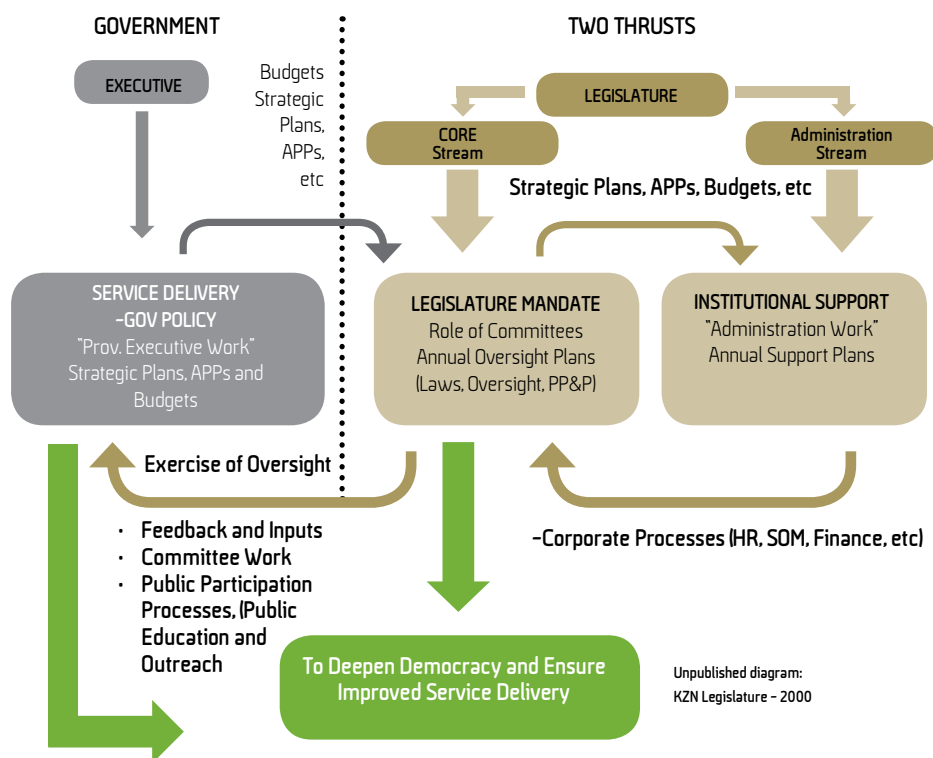 GOVERNMENT
TWO THRUSTS
EXECUTIVE
Budgets
Strategic
Plans,
APPs,
etc
LEGISLATURE
CORE
Stream
Administration
Stream
Strategic Plans, APPs, Budgets, etc
SERVICE DELIVERY
-GOV POLICY
"Prov. Executive Work"
Strategic Plans, APPs and
Budgets
LEGISLATURE MANDATE
Role of Committees
Annual Oversight Plans
(Laws, Oversight, PP&P)
INSTITUTIONAL SUPPORT
"Administration Work"
Annual Support Plans
Exercise of Oversight
· Feedback and Inputs
· Committee Work
· Public Participation
Processes, (Public
Education and
Outreach
-Corporate Processes (HR, SOM, Finance, etc)
To Deepen Democracy and Ensure
Improved Service Delivery
Unpublished diagram:
KZN Legislature - 2000